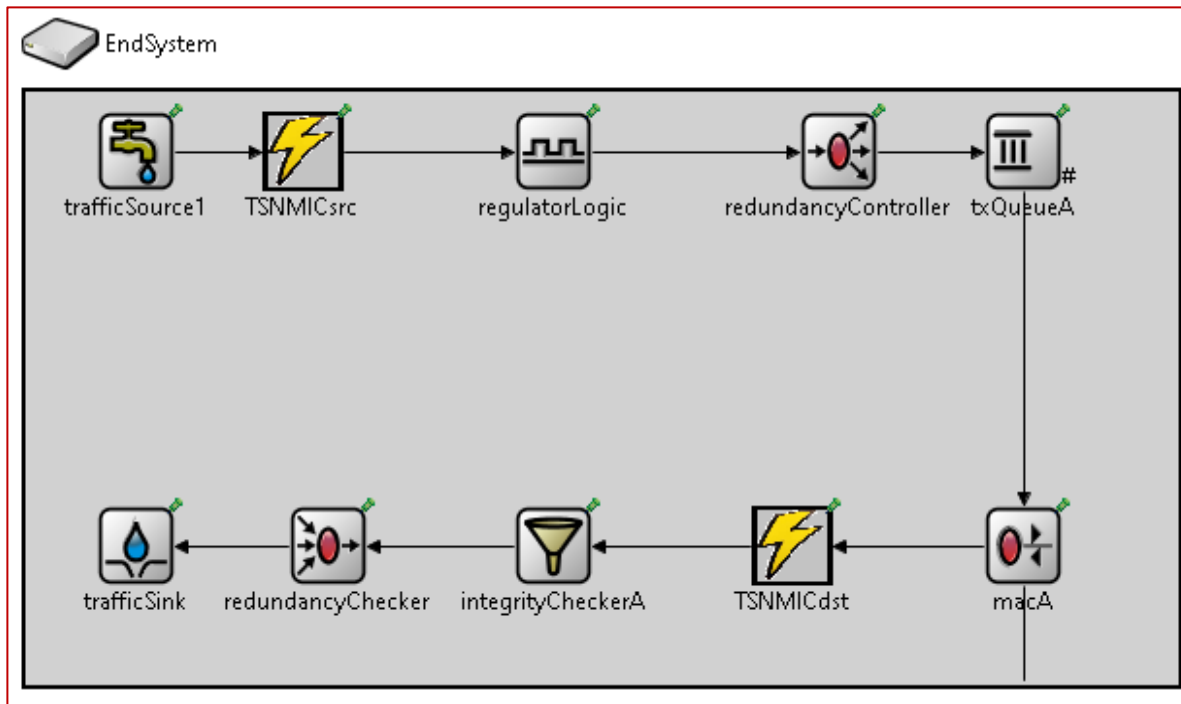 EndSystem
trafficSource1
TSNMICsrc
regulatorLogic
redundancyController
txQueueA
#
trafficSink
redundancyChecker
integrityCheckerA
TSNMICdst
macA